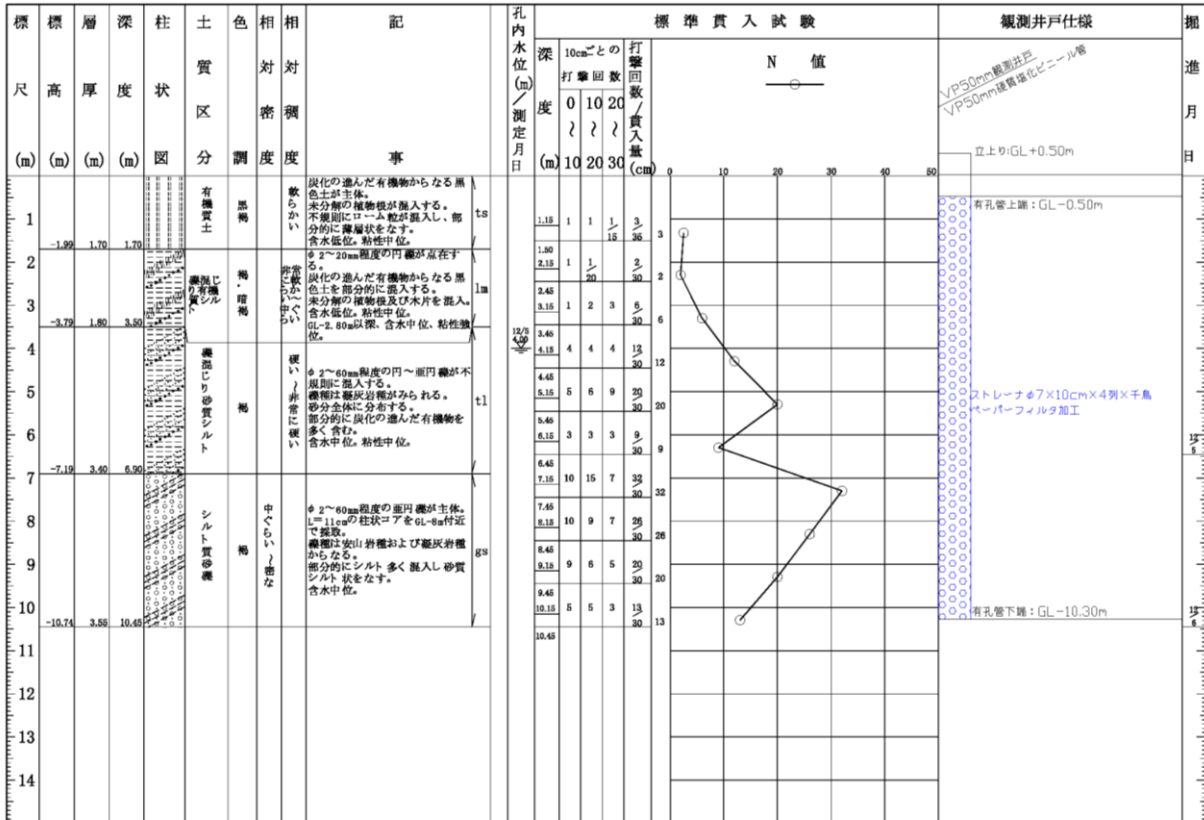 標尺(m)
標高(m)
層厚(m)
深度(m)
柱状図
土質区分
色調
相対密度
相対稠度
記事
孔内水位(m)/測定月日
標準貫入試験
深度(m)
10cmごとの
打撃回数
0 10 20
～ ～ ～
10 20 30
打撃回数/貫入量(cm)
N 値
0 10 20 30 40 50
観測井戸仕様
VP50mm観測井戸
VP50mm硬質塩化ビニール管
立上り:GL+0.50m
有孔管上端：GL-0.50m
ストレーナφ7×10cm×4列×千鳥
ペーパーフィルタ加工
有孔管下端：GL-10.30m
掘進月日
1
2
3
4
5
6
7
8
9
10
11
12
13
14
-1.99 1.70 1.70
有機質土
黒褐
軟らかい
炭化の進んだ有機物からなる黒
色土が主体。
未分解の植物根が混入する。
不規則にローム粒が混入し、部
分的に薄層状をなす。
含水低位。粘性中位。
ts
-3.79 1.80 3.50
礫混じり有機質シルト
褐・暗褐
φ2～20mm程度の円礫が点在す
る。
炭化の進んだ有機物からなる黒
色土を部分的に混入する。
未分解の植物根及び木片を混入。
含水低位。粘性中位。
GL-2.80m以深、含水中位、粘性強
位。
lm
-7.19 3.40 6.90
礫混じり砂質シルト
褐
硬い～非常に硬い
φ2～60mm程度の円～亜円礫が不
規則に混入する。
礫種は凝灰岩種がみられる。
砂分全体に分布する。
部分的に炭化の進んだ有機物を
多く含む。
含水中位。粘性中位。
tl
-10.74 3.55 10.45
シルト質砂礫
褐
中ぐらい～密な
φ2～60mm程度の亜円礫が主体。
L=11cmの柱状コアをGL-8m付近
で採取。
礫種は安山岩種および凝灰岩種
からなる。
部分的にシルト多く混入し砂質
シルト状をなす。
含水中位。
gs
12/5
4.00
1.15 1 1 1/15 3/35 3
1.50
2.15 1 1/20 2/30 2
2.45
3.15 1 2 3 6/30 6
3.45
4.15 4 4 4 12/30 12
4.45
5.15 5 6 9 20/30 20
5.45
6.15 3 3 3 9/30 9
6.45
7.15 10 15 7 32/30 32
7.45
8.15 10 9 7 26/30 26
8.45
9.15 9 6 5 20/30 20
9.45
10.15 5 5 3 13/30 13
10.45
12/5
12/6